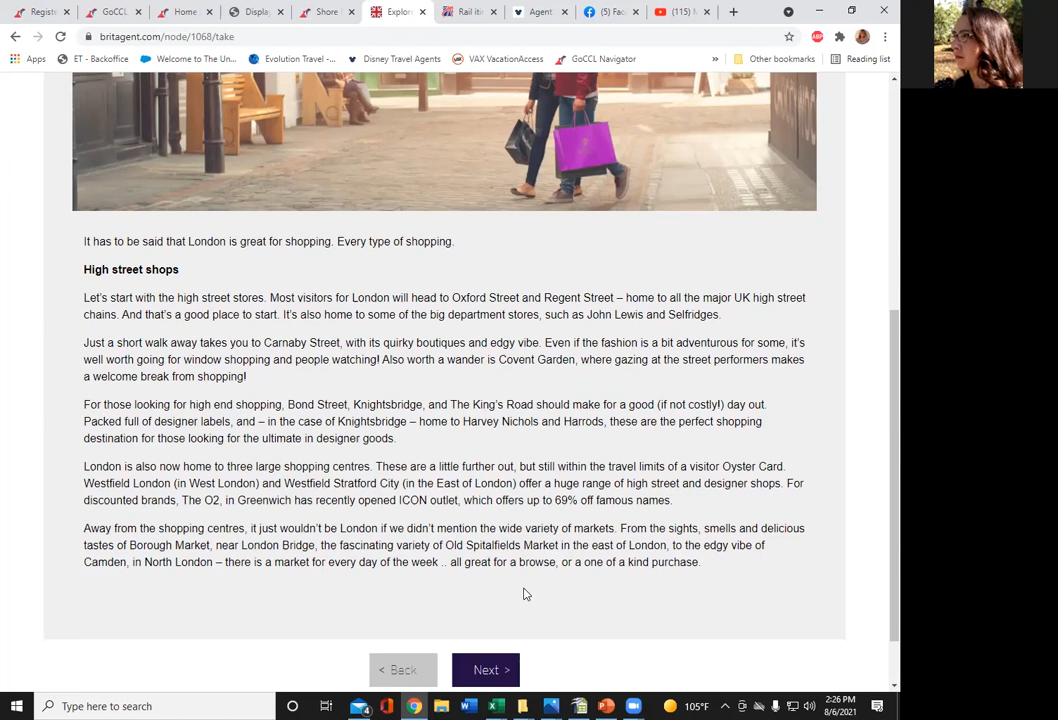 Registe
GoCCL
Home
Display
Shore
Explore
Rail iti
Agent
(5) Fac
(115) M
britagent.com/node/1068/take
ABP
Apps
ET - Backoffice
Welcome to The Un...
Evolution Travel -...
Disney Travel Agents
VAX VacationAccess
GoCCL Navigator
»
Other bookmarks
Reading list
It has to be said that London is great for shopping. Every type of shopping.
High street shops
Let's start with the high street stores. Most visitors for London will head to Oxford Street and Regent Street – home to all the major UK high street
chains. And that's a good place to start. It's also home to some of the big department stores, such as John Lewis and Selfridges.
Just a short walk away takes you to Carnaby Street, with its quirky boutiques and edgy vibe. Even if the fashion is a bit adventurous for some, it's
well worth going for window shopping and people watching! Also worth a wander is Covent Garden, where gazing at the street performers makes
a welcome break from shopping!
For those looking for high end shopping, Bond Street, Knightsbridge, and The King's Road should make for a good (if not costly!) day out.
Packed full of designer labels, and – in the case of Knightsbridge – home to Harvey Nichols and Harrods, these are the perfect shopping
destination for those looking for the ultimate in designer goods.
London is also now home to three large shopping centres. These are a little further out, but still within the travel limits of a visitor Oyster Card.
Westfield London (in West London) and Westfield Stratford City (in the East of London) offer a huge range of high street and designer shops. For
discounted brands, The O2, in Greenwich has recently opened ICON outlet, which offers up to 69% off famous names.
Away from the shopping centres, it just wouldn't be London if we didn't mention the wide variety of markets. From the sights, smells and delicious
tastes of Borough Market, near London Bridge, the fascinating variety of Old Spitalfields Market in the east of London, to the edgy vibe of
Camden, in North London – there is a market for every day of the week .. all great for a browse, or a one of a kind purchase.
< Back
Next >
Type here to search
4
105°F
2:26 PM
8/6/2021